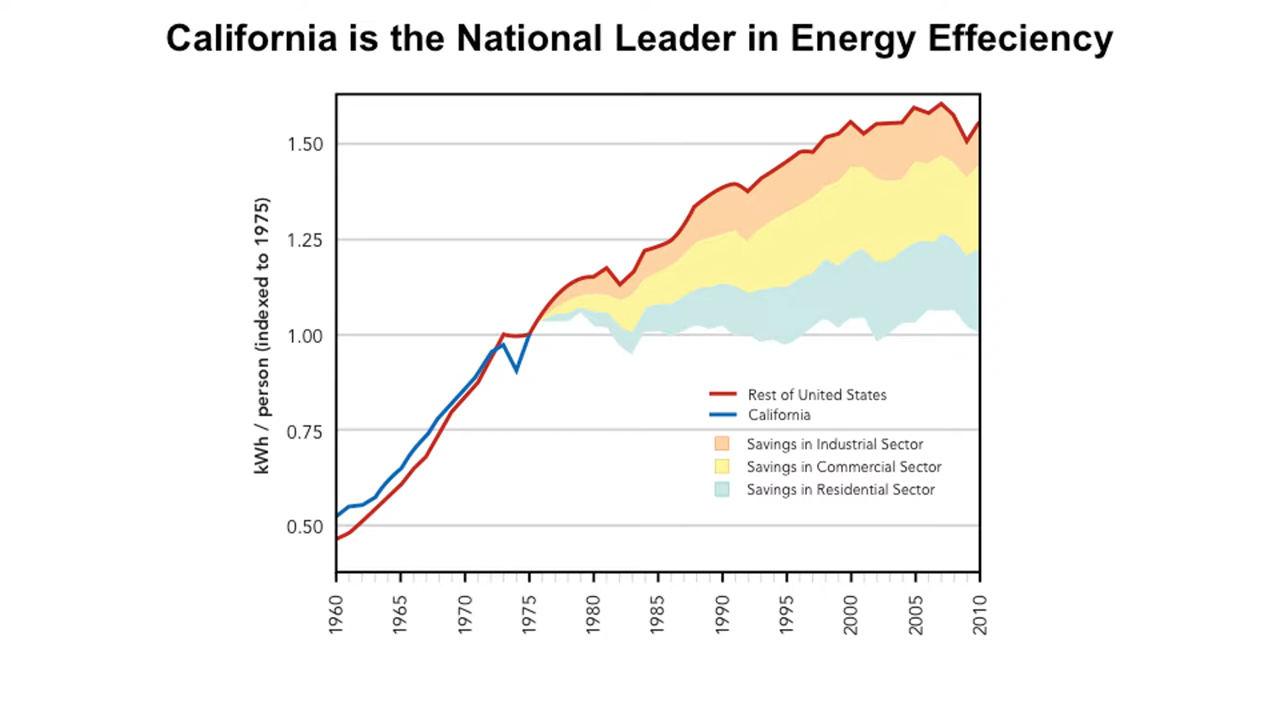 California is the National Leader in Energy Effeciency
kWh / person (indexed to 1975)
1.50
1.25
1.00
0.75
0.50
Rest of United States
California
Savings in Industrial Sector
Savings in Commercial Sector
Savings in Residential Sector
1960 1965 1970 1975 1980 1985 1990 1995 2000 2005 2010